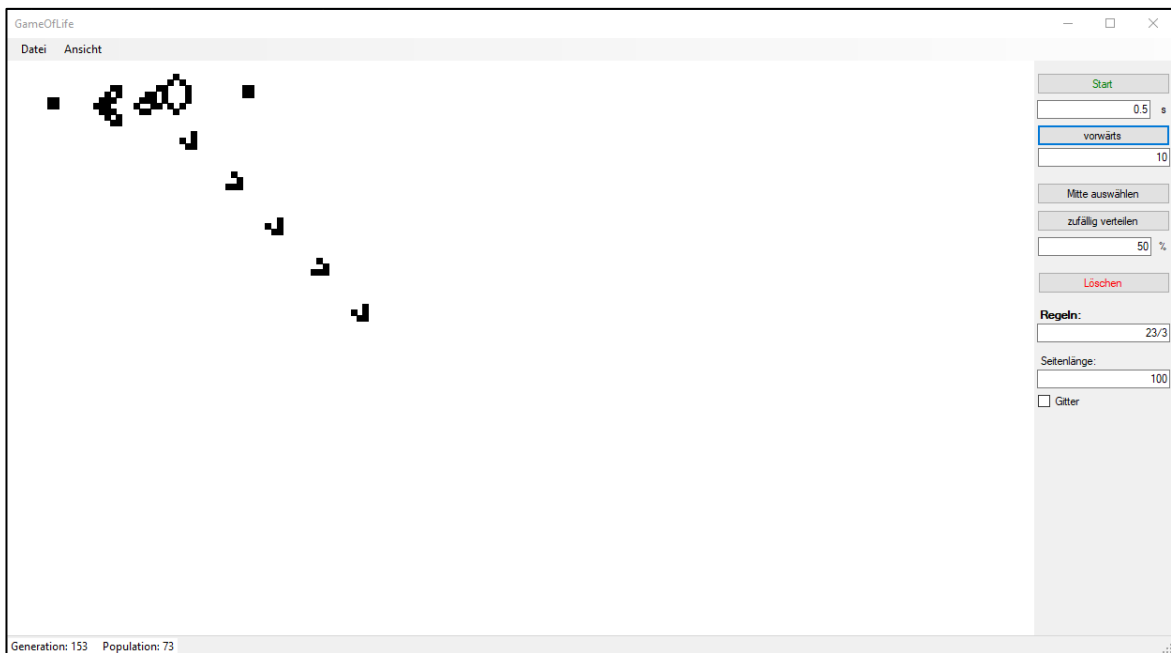 GameOfLife
Datei Ansicht
Start
0.5 s
vorwärts
10
Mitte auswählen
zufällig verteilen
50 %
Löschen
Regeln:
23/3
Seitenlänge:
100
Gitter
Generation: 153 Population: 73